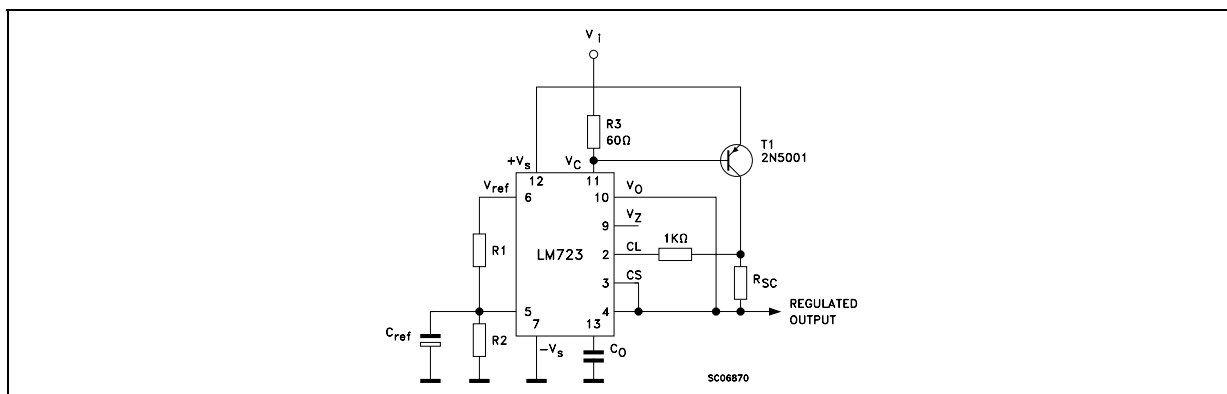 Vi
R3
60Ω
T1
2N5001
+Vs
VC
12
11
Vref
6
10
VO
9
VZ
R1
LM723
2
CL
1KΩ
3
CS
RSC
5
4
REGULATED
OUTPUT
Cref
R2
7
13
-Vs
CO
SC06870